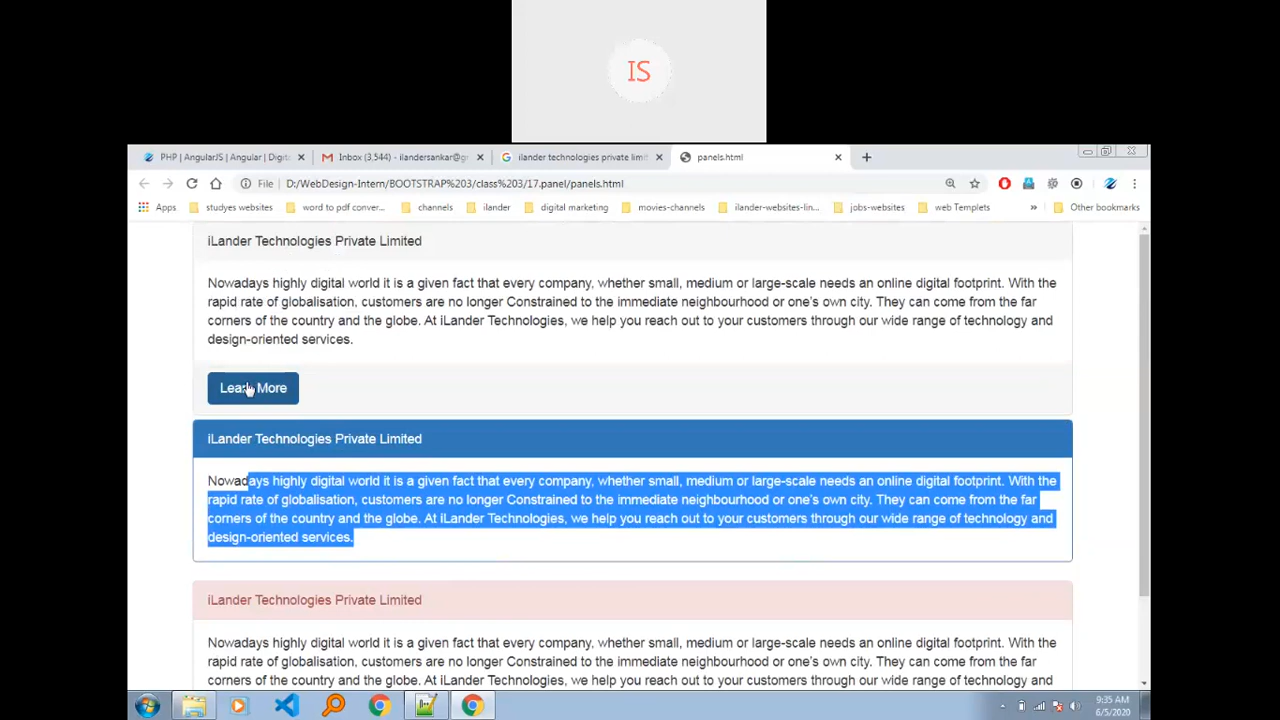 IS
PHP | AngularJS | Angular | Digit
Inbox (3,544) - ilandersankar@gr
ilander technologies private limi
panels.html
File
D:/WebDesign-Intern/BOOTSTRAP%203/class%203/17.panel/panels.html
Apps
studyes websites
word to pdf conver...
channels
ilander
digital marketing
movies-channels
ilander-websites-lin...
jobs-websites
web Templets
»
Other bookmarks
iLander Technologies Private Limited
Nowadays highly digital world it is a given fact that every company, whether small, medium or large-scale needs an online digital footprint. With the
rapid rate of globalisation, customers are no longer Constrained to the immediate neighbourhood or one's own city. They can come from the far
corners of the country and the globe. At iLander Technologies, we help you reach out to your customers through our wide range of technology and
design-oriented services.
Learn More
iLander Technologies Private Limited
Nowadays highly digital world it is a given fact that every company, whether small, medium or large-scale needs an online digital footprint. With the
rapid rate of globalisation, customers are no longer Constrained to the immediate neighbourhood or one's own city. They can come from the far
corners of the country and the globe. At iLander Technologies, we help you reach out to your customers through our wide range of technology and
design-oriented services.
iLander Technologies Private Limited
Nowadays highly digital world it is a given fact that every company, whether small, medium or large-scale needs an online digital footprint. With the
rapid rate of globalisation, customers are no longer Constrained to the immediate neighbourhood or one's own city. They can come from the far
corners of the country and the globe. At iLander Technologies, we help you reach out to your customers through our wide range of technology and
9:35 AM
6/5/2020